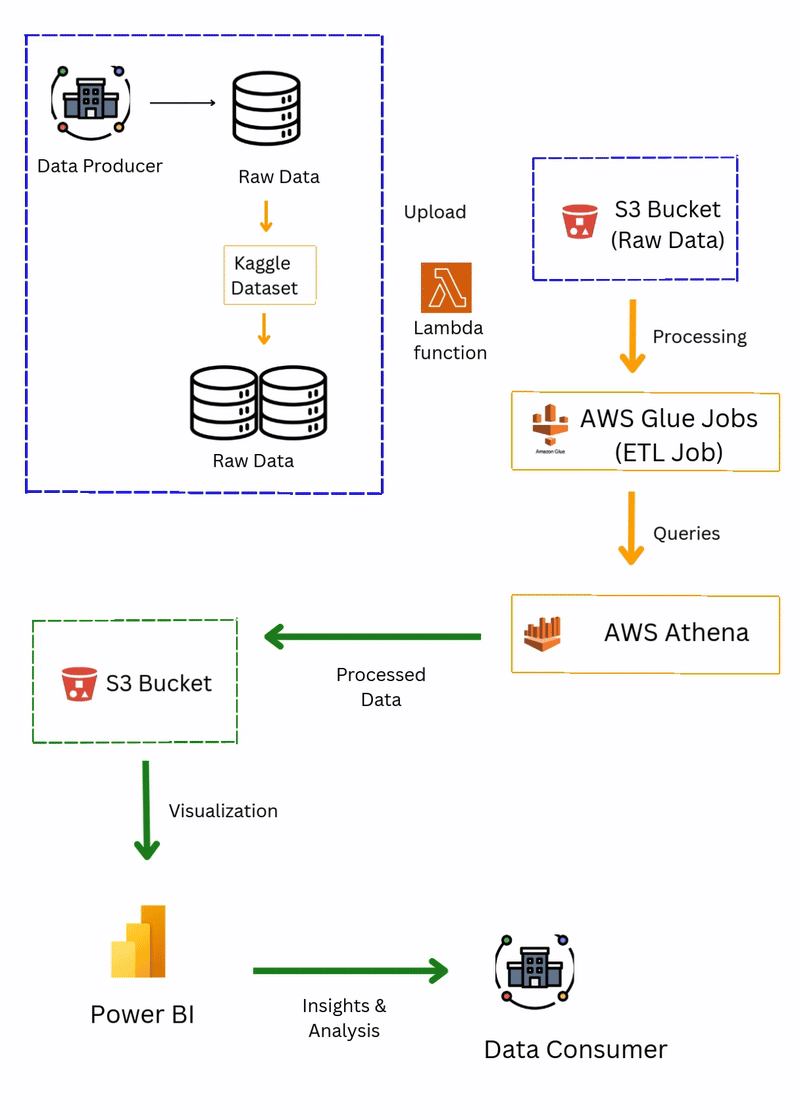 Data Producer
Raw Data
Kaggle
Dataset
Raw Data
Upload
Lambda
function
S3 Bucket
(Raw Data)
Processing
Amazon Glue
AWS Glue Jobs
(ETL Job)
Queries
AWS Athena
Processed
Data
S3 Bucket
Visualization
Power BI
Insights &
Analysis
Data Consumer